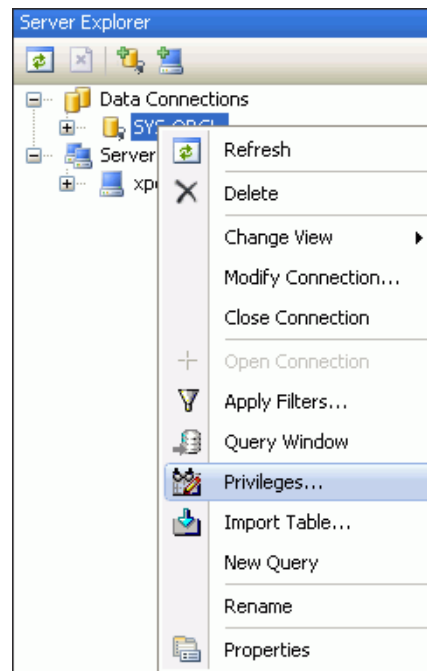 Server Explorer
Data Connections
Server
Refresh
Delete
Change View
Modify Connection...
Close Connection
Open Connection
Apply Filters...
Query Window
Privileges...
Import Table...
New Query
Rename
Properties